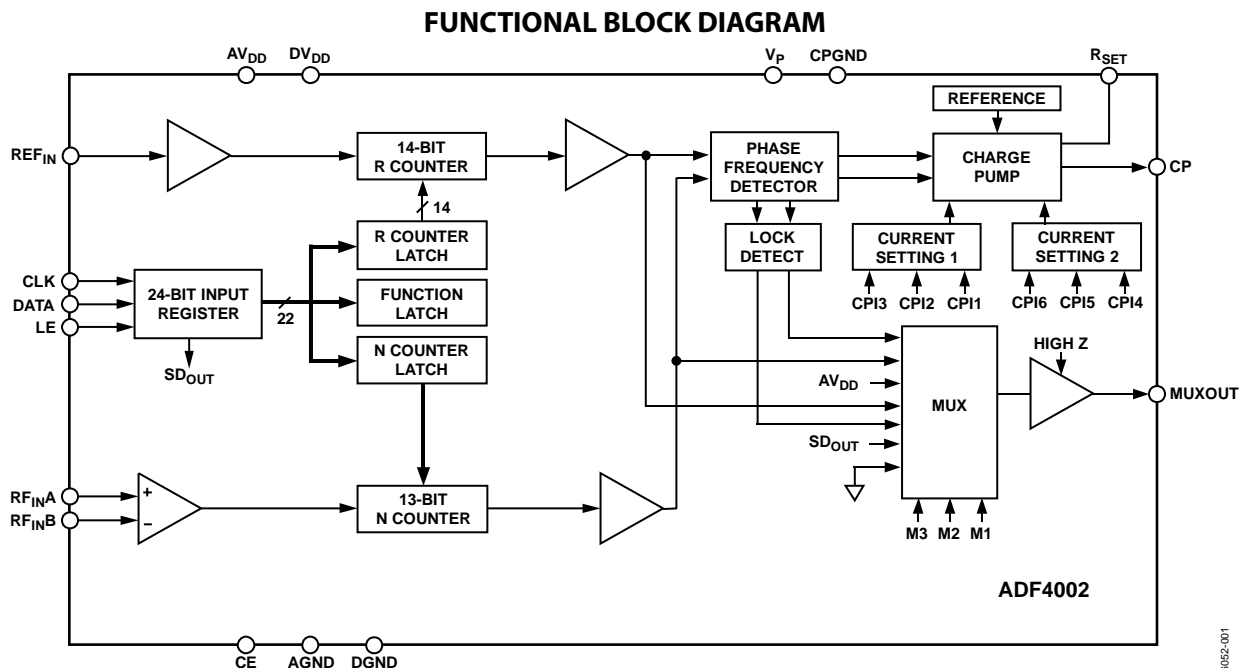 FUNCTIONAL BLOCK DIAGRAM
AVDD
DVDD
VP
CPGND
RSET
REFERENCE
REFIN
14-BIT
R COUNTER
PHASE
FREQUENCY
DETECTOR
CHARGE
PUMP
CP
14
R COUNTER
LATCH
LOCK
DETECT
CURRENT
SETTING 1
CURRENT
SETTING 2
CLK
DATA
LE
24-BIT INPUT
REGISTER
22
FUNCTION
LATCH
CPI3
CPI2
CPI1
CPI6
CPI5
CPI4
N COUNTER
LATCH
SDOUT
HIGH Z
AVDD
MUX
MUXOUT
SDOUT
RFINA
RFINB
+
−
13-BIT
N COUNTER
M3
M2
M1
ADF4002
CE
AGND
DGND